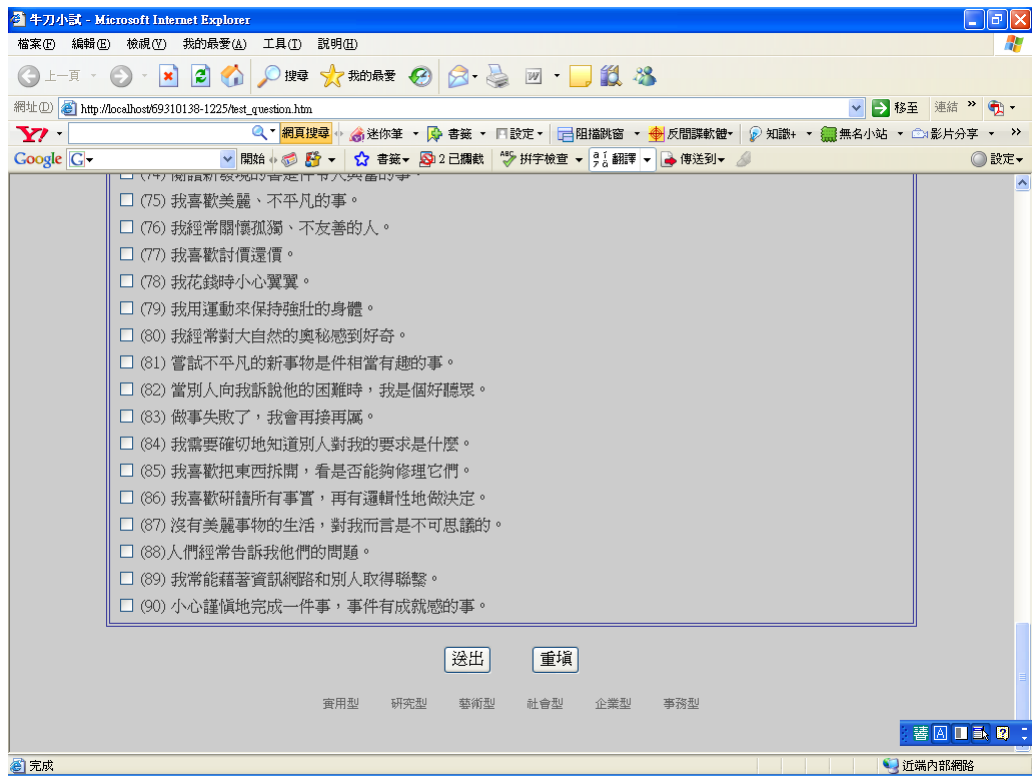 牛刀小試 - Microsoft Internet Explorer
檔案(F) 編輯(E) 檢視(V) 我的最愛(A) 工具(T) 說明(H)
上一頁 搜尋 我的最愛
網址(D) http://localhost/69310138-1225/test_question.htm 移至 連結 »
Y7 網頁搜尋 迷你筆 書籤 設定 阻擋跳窗 反間諜軟體 知識+ 無名小站 影片分享 »
Google G 開始 書籤 2 已攔截 拼字檢查 翻譯 傳送到 設定
(74) 閱讀新發現的書是件令人興奮的事。
(75) 我喜歡美麗、不平凡的事。
(76) 我經常關懷孤獨、不友善的人。
(77) 我喜歡討價還價。
(78) 我花錢時小心翼翼。
(79) 我用運動來保持強壯的身體。
(80) 我經常對大自然的奧秘感到好奇。
(81) 嘗試不平凡的新事物是件相當有趣的事。
(82) 當別人向我訴說他的困難時，我是個好聽眾。
(83) 做事失敗了，我會再接再厲。
(84) 我需要確切地知道別人對我的要求是什麼。
(85) 我喜歡把東西拆開，看是否能夠修理它們。
(86) 我喜歡研讀所有事實，再有邏輯性地做決定。
(87) 沒有美麗事物的生活，對我而言是不可思議的。
(88)人們經常告訴我他們的問題。
(89) 我常能藉著資訊網路和別人取得聯繫。
(90) 小心謹慎地完成一件事，事件有成就感的事。
送出 重填
實用型 研究型 藝術型 社會型 企業型 事務型
完成 近端內部網路